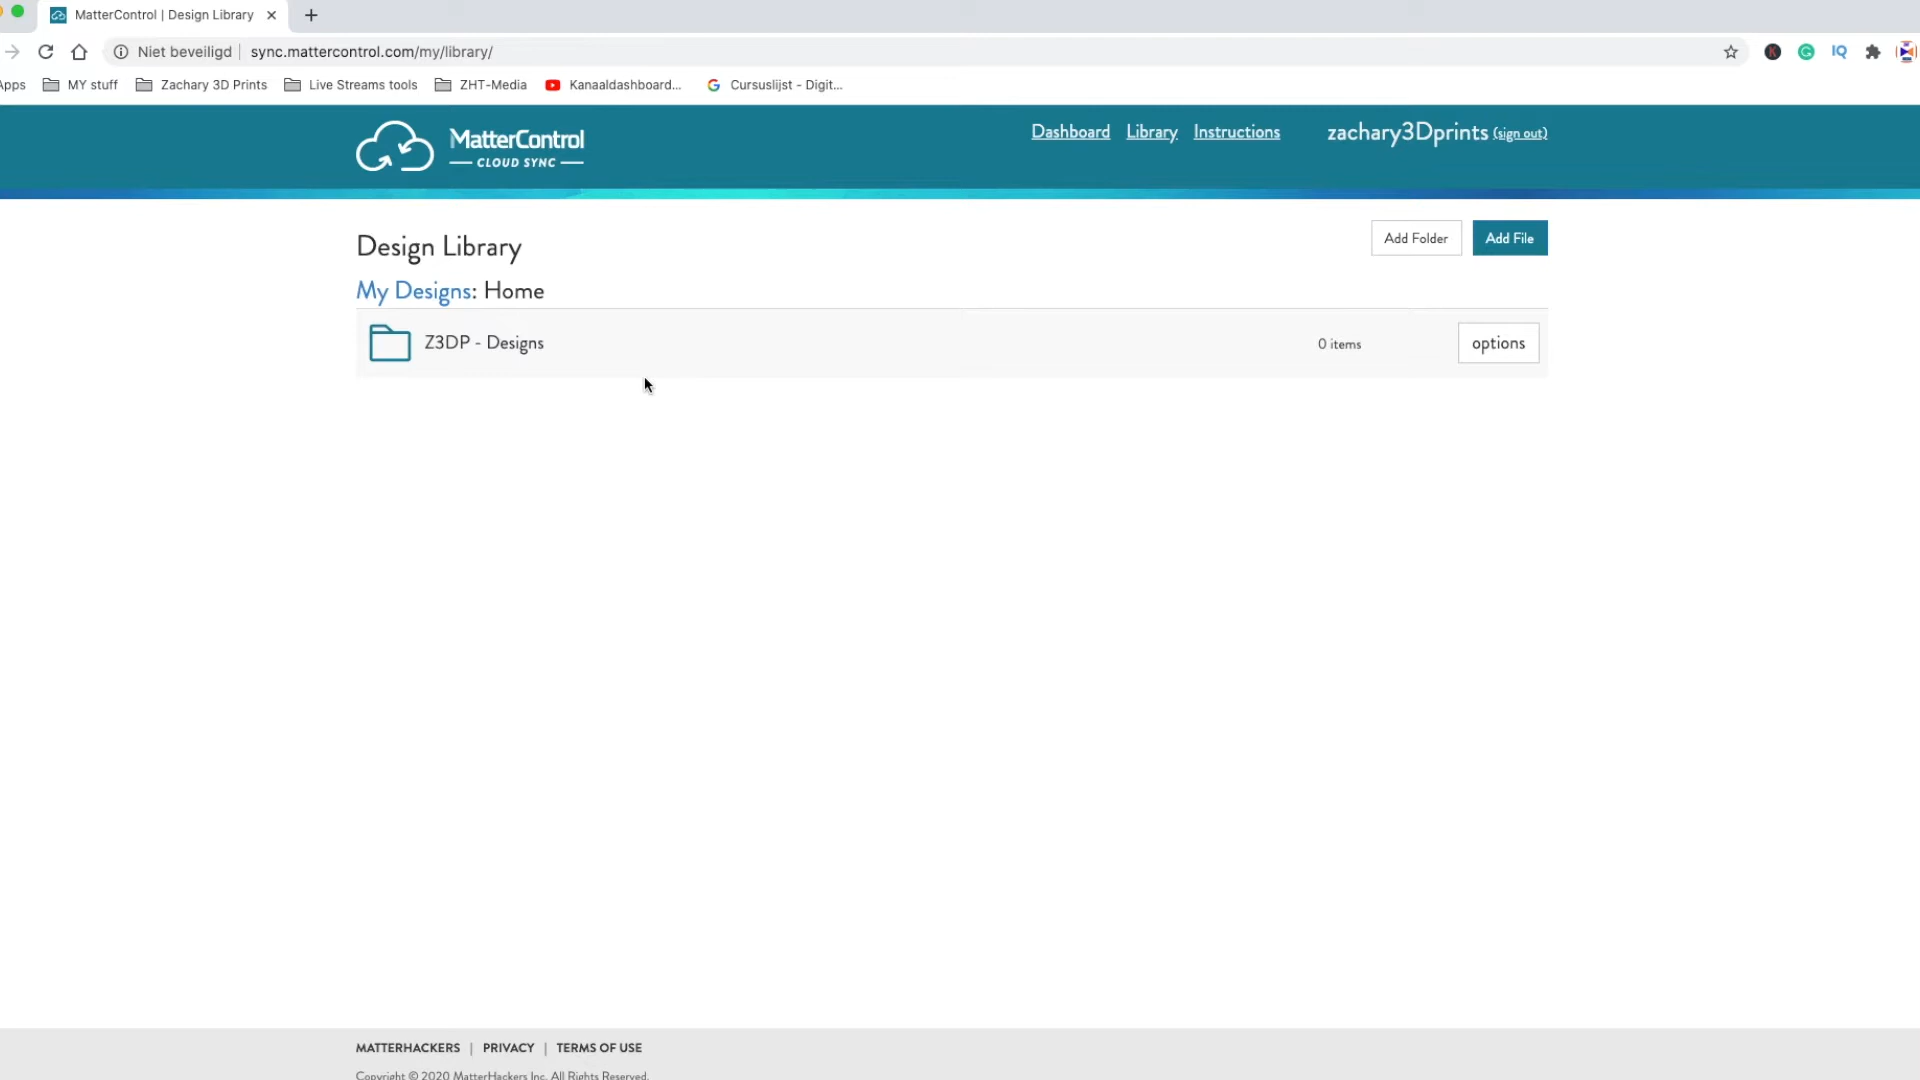 MatterControl | Design Library
Niet beveiligd sync.mattercontrol.com/my/library/
Apps MY stuff Zachary 3D Prints Live Streams tools ZHT-Media Kanaaldashboard... Cursuslijst - Digit...
MatterControl
CLOUD SYNC
Dashboard Library Instructions zachary3Dprints (sign out)
Design Library
Add Folder Add File
My Designs: Home
Z3DP - Designs 0 items options
MATTERHACKERS | PRIVACY | TERMS OF USE
Copyright © 2020 MatterHackers Inc. All Rights Reserved.